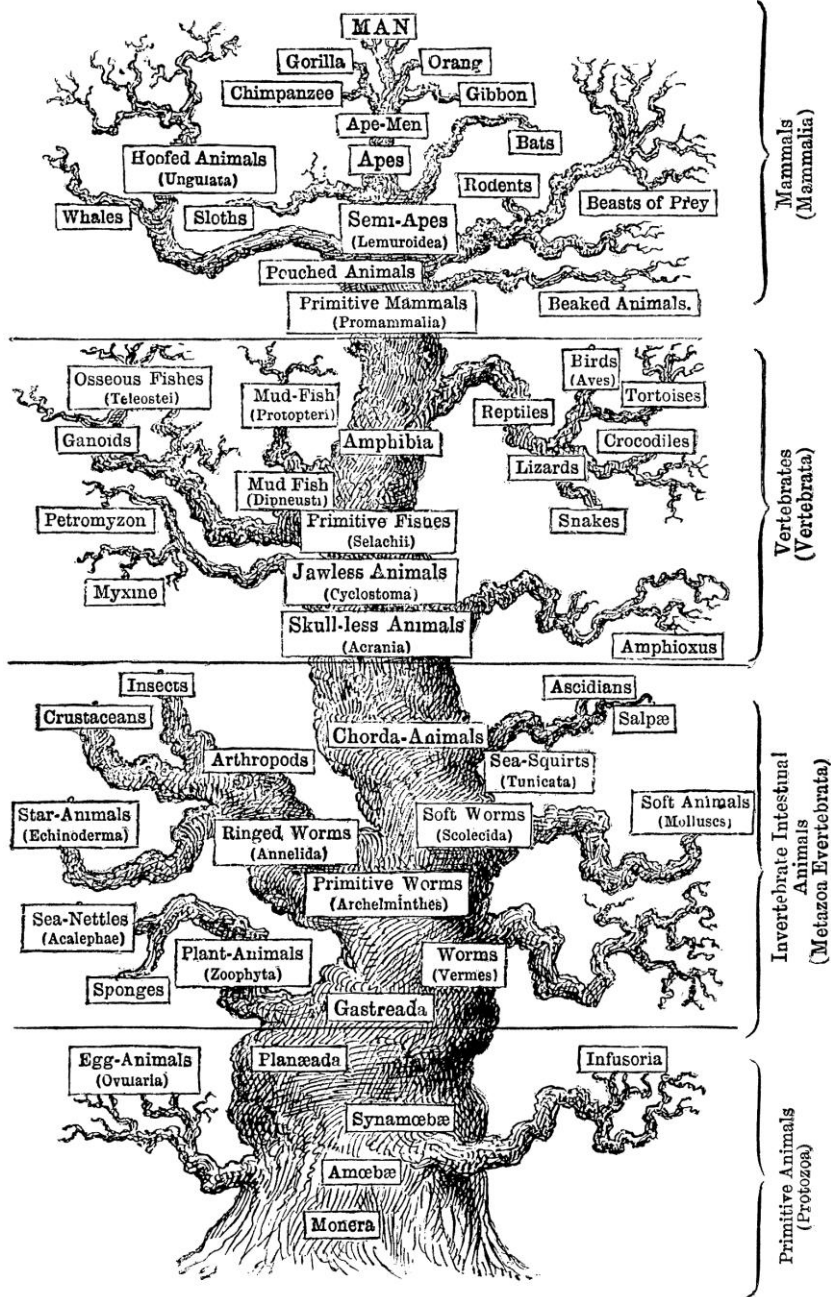 MAN
Gorilla
Orang
Chimpanzee
Gibbon
Ape-Men
Bats
Apes
Hoofed Animals
(Ungulata)
Rodents
Beasts of Prey
Whales
Sloths
Semi-Apes
(Lemuroidea)
Pouched Animals
Primitive Mammals
(Promammalia)
Beaked Animals.
Mammals
(Mammalia)
Osseous Fishes
(Teleostei)
Mud-Fish
(Protopteri)
Birds
(Aves)
Tortoises
Reptiles
Ganoids
Amphibia
Crocodiles
Lizards
Mud Fish
(Dipneusti)
Snakes
Petromyzon
Primitive Fishes
(Selachii)
Jawless Animals
(Cyclostoma)
Myxine
Skull-less Animals
(Acrania)
Amphioxus
Vertebrates
(Vertebrata)
Insects
Ascidians
Crustaceans
Salpæ
Chorda-Animals
Arthropods
Sea-Squirts
(Tunicata)
Star-Animals
(Echinoderma)
Ringed Worms
(Annelida)
Soft Worms
(Scolecida)
Soft Animals
(Molluscs)
Primitive Worms
(Archelminthes)
Sea-Nettles
(Acalephae)
Plant-Animals
(Zoophyta)
Worms
(Vermes)
Sponges
Gastreada
Invertebrate Intestinal
Animals
(Metazoa Evertebrata)
Egg-Animals
(Ovularia)
Planæada
Infusoria
Synamœbæ
Amœbæ
Monera
Primitive Animals
(Protozoa)